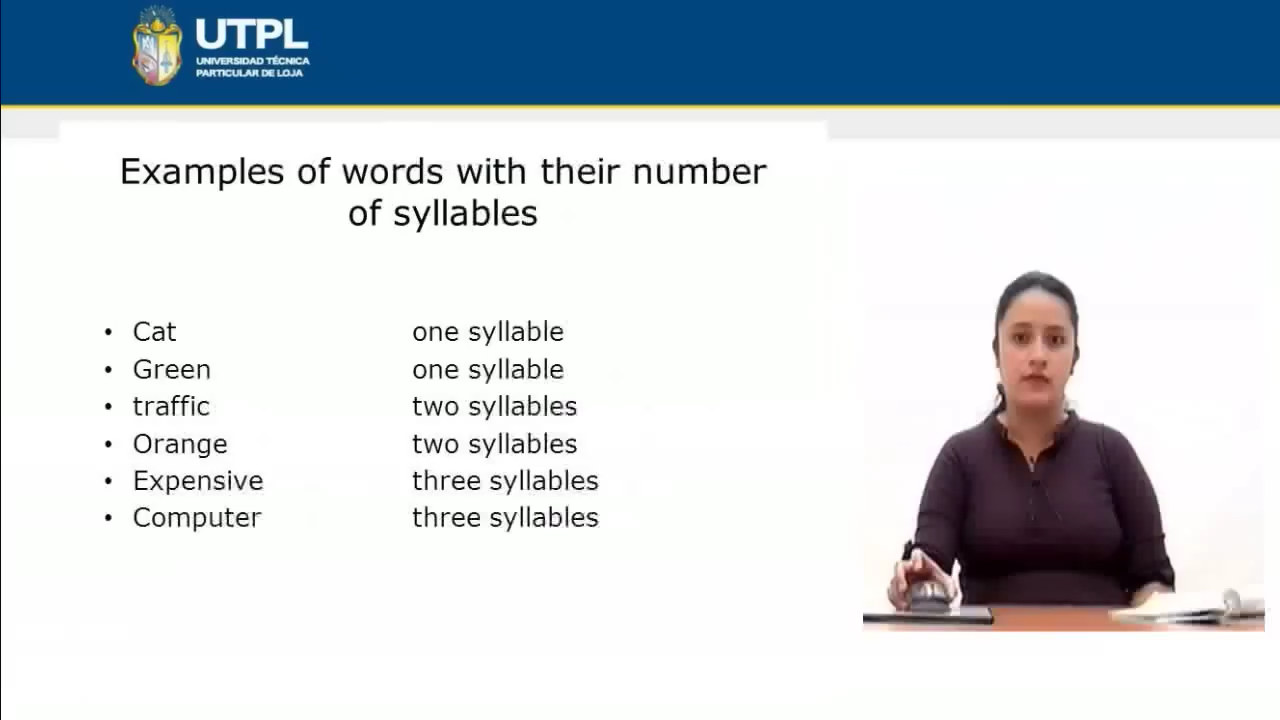 UTPL
UNIVERSIDAD TÉCNICA
PARTICULAR DE LOJA
Examples of words with their number
of syllables
• Cat one syllable
• Green one syllable
• traffic two syllables
• Orange two syllables
• Expensive three syllables
• Computer three syllables